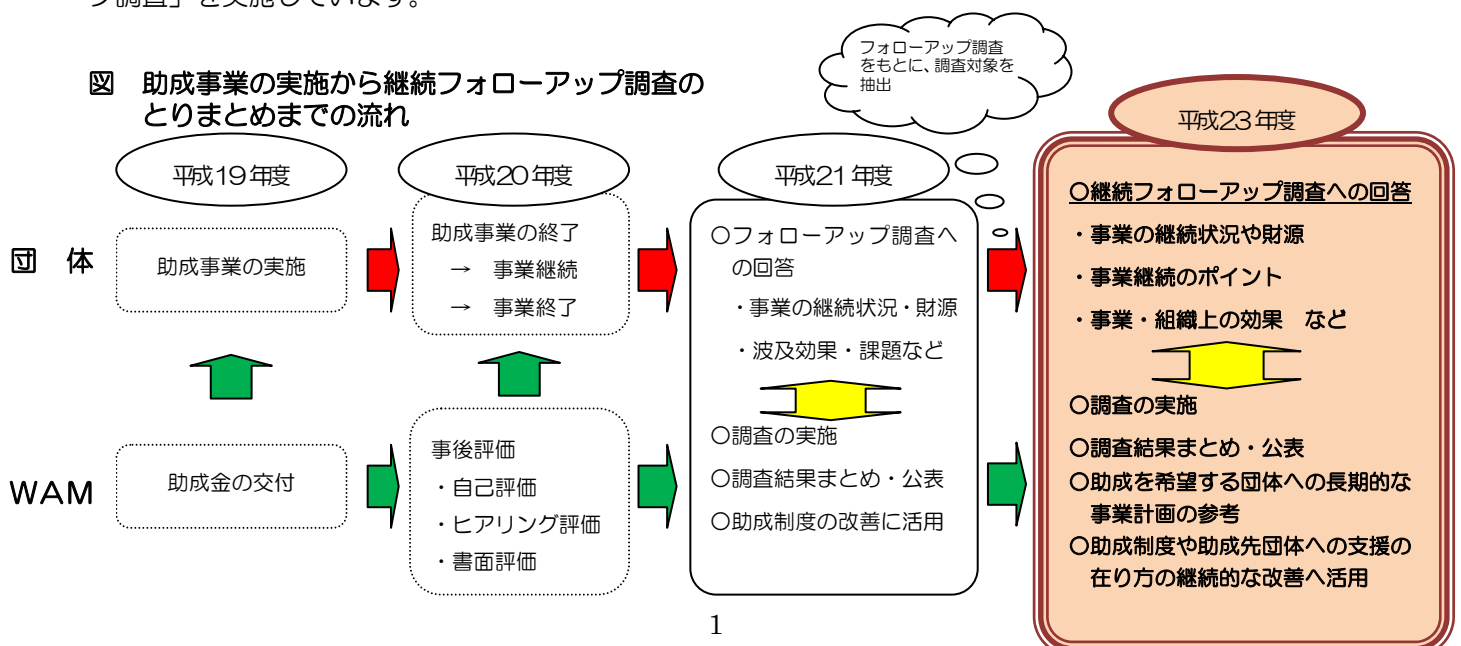 図　助成事業の実施から継続フォローアップ調査の
とりまとめまでの流れ
フォローアップ調査
をもとに、調査対象を
抽出
平成19年度
平成20年度
平成21年度
平成23年度
団　体
助成事業の実施
助成事業の終了
→　事業継続
→　事業終了
○フォローアップ調査へ
の回答
・事業の継続状況・財源
・波及効果・課題など
○継続フォローアップ調査への回答
・事業の継続状況や財源
・事業継続のポイント
・事業・組織上の効果　など
WAM
助成金の交付
事後評価
・自己評価
・ヒアリング評価
・書面評価
○調査の実施
○調査結果まとめ・公表
○助成制度の改善に活用
○調査の実施
○調査結果まとめ・公表
○助成を希望する団体への長期的な
事業計画の参考
○助成制度や助成先団体への支援の
在り方の継続的な改善へ活用
1